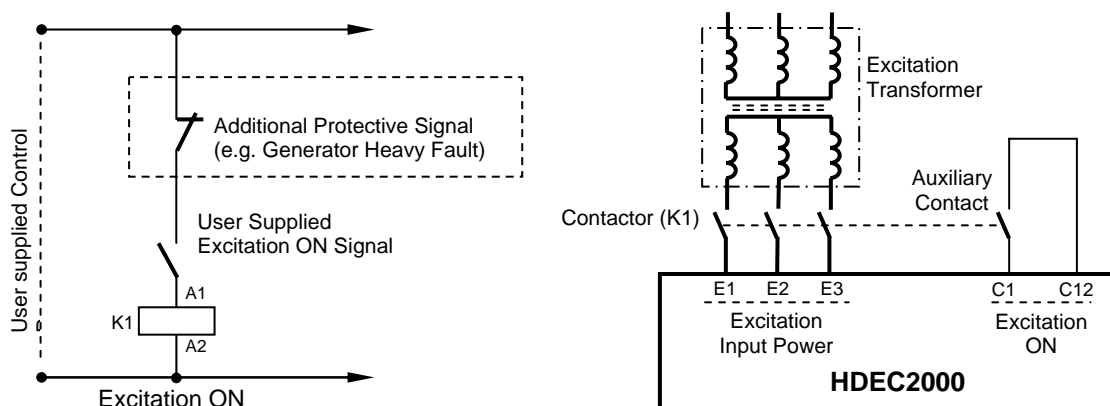 User supplied Control
Additional Protective Signal
(e.g. Generator Heavy Fault)
User Supplied
Excitation ON Signal
A1
K1
A2
Excitation ON
Excitation
Transformer
Auxiliary
Contact
Contactor (K1)
E1 E2 E3
C1 C12
Excitation
Input Power
Excitation
ON
HDEC2000